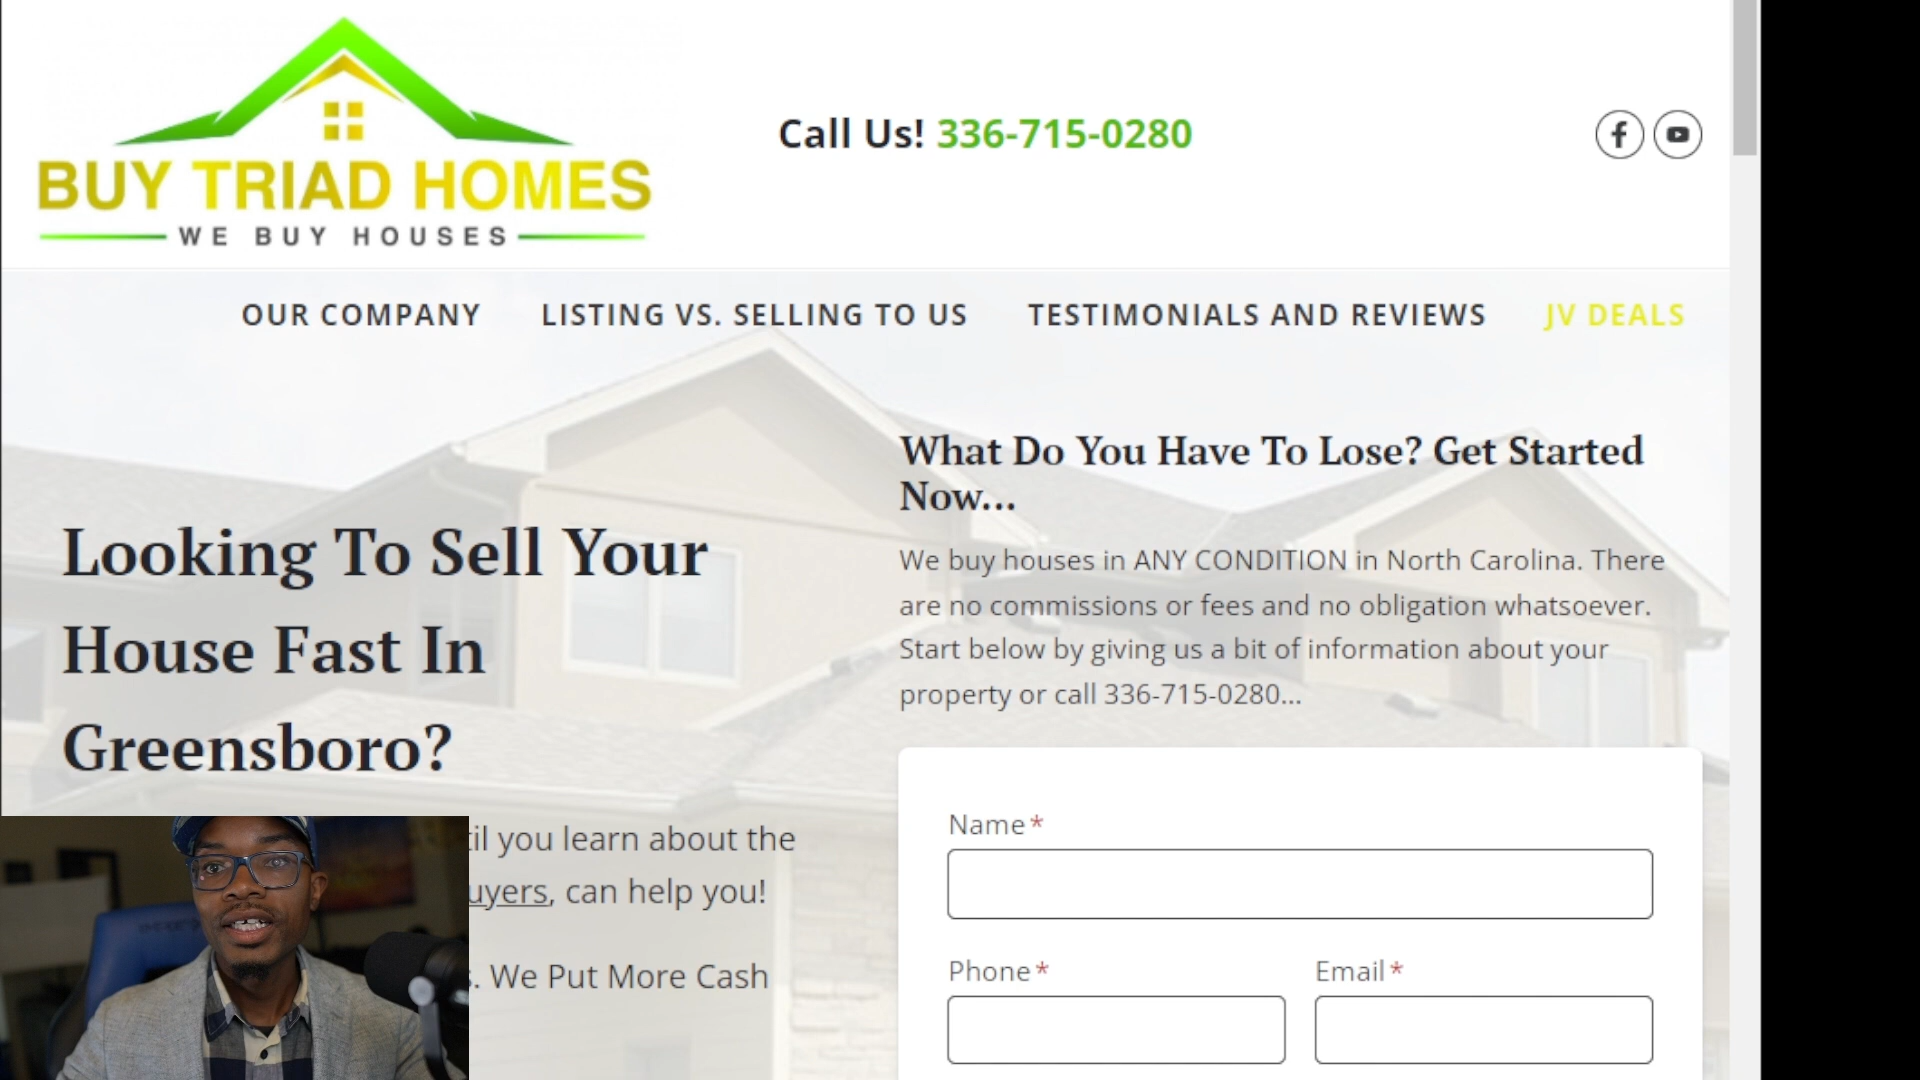 BUY TRIAD HOMES
WE BUY HOUSES
Call Us! 336-715-0280
OUR COMPANY LISTING VS. SELLING TO US TESTIMONIALS AND REVIEWS JV DEALS
Looking To Sell Your
House Fast In
Greensboro?
you learn about the
can help you!
We Put More Cash
What Do You Have To Lose? Get Started
Now...
We buy houses in ANY CONDITION in North Carolina. There
are no commissions or fees and no obligation whatsoever.
Start below by giving us a bit of information about your
property or call 336-715-0280...
Name*
Phone* Email*